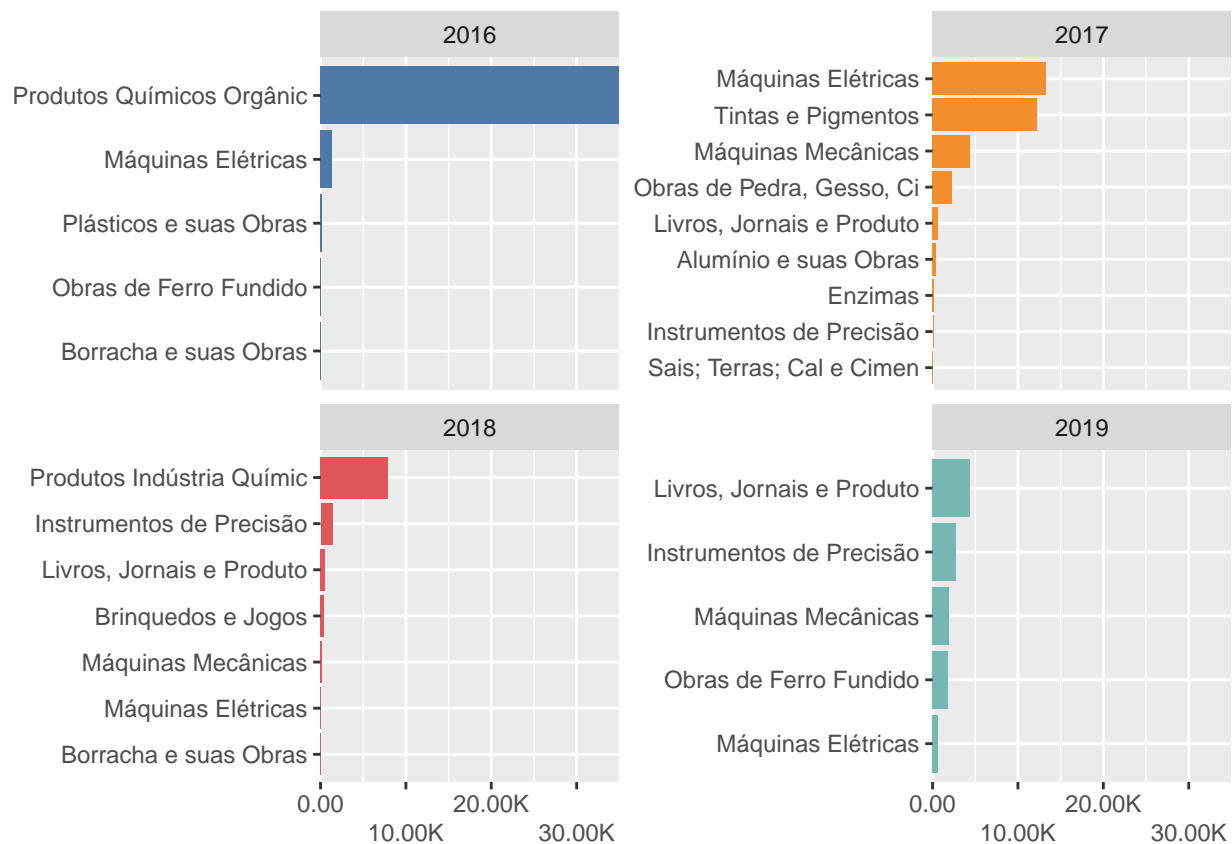 2016
Produtos Químicos Orgânic
Máquinas Elétricas
Plásticos e suas Obras
Obras de Ferro Fundido
Borracha e suas Obras
2017
Máquinas Elétricas
Tintas e Pigmentos
Máquinas Mecânicas
Obras de Pedra, Gesso, Ci
Livros, Jornais e Produto
Alumínio e suas Obras
Enzimas
Instrumentos de Precisão
Sais; Terras; Cal e Cimen
2018
Produtos Indústria Químic
Instrumentos de Precisão
Livros, Jornais e Produto
Brinquedos e Jogos
Máquinas Mecânicas
Máquinas Elétricas
Borracha e suas Obras
0.00 20.00K
10.00K 30.00K
2019
Livros, Jornais e Produto
Instrumentos de Precisão
Máquinas Mecânicas
Obras de Ferro Fundido
Máquinas Elétricas
0.00 20.00K
10.00K 30.00K